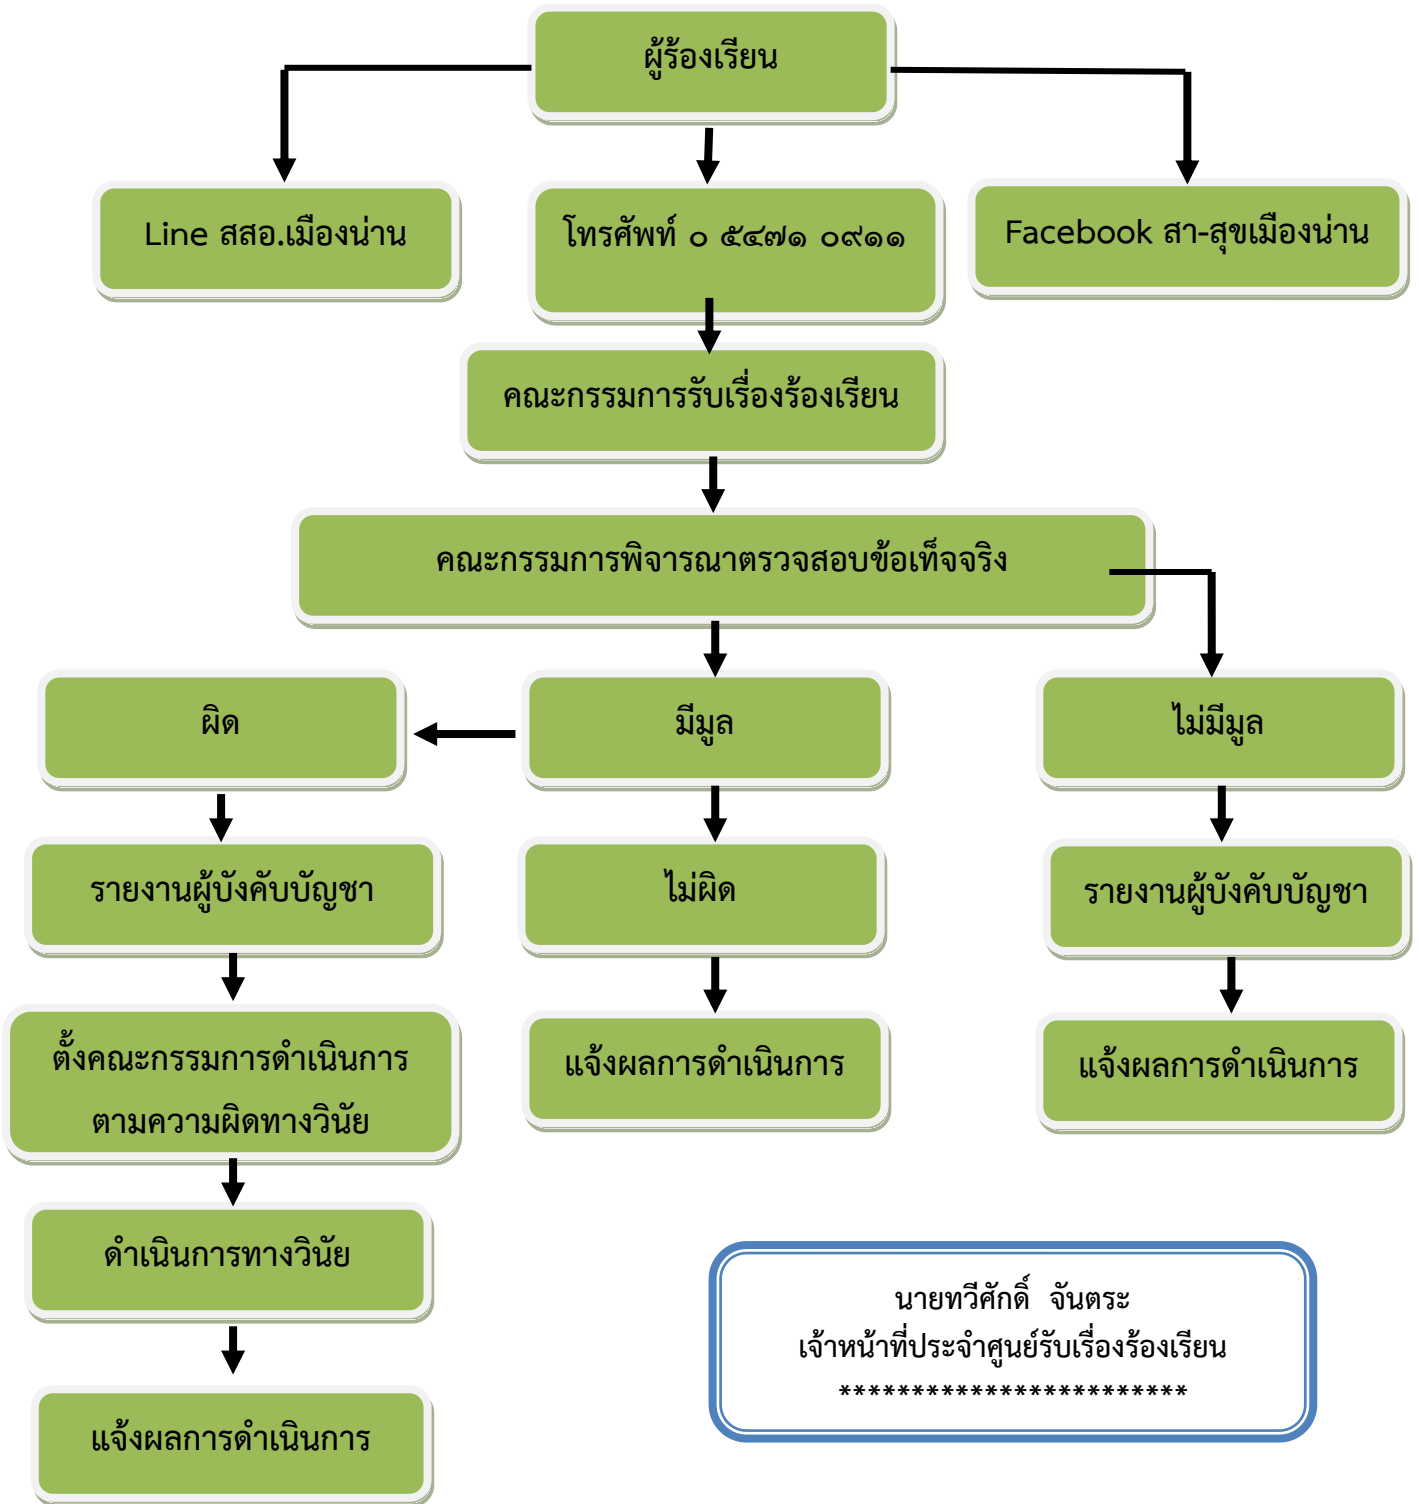 ผู้ร้องเรียน
Line สสอ.เมืองน่าน
โทรศัพท์ ๐ ๕๔๗๑ ๐๙๑๑
Facebook สา-สุขเมืองน่าน
คณะกรรมการรับเรื่องร้องเรียน
คณะกรรมการพิจารณาตรวจสอบข้อเท็จจริง
ผิด
มีมูล
ไม่มีมูล
รายงานผู้บังคับบัญชา
ไม่ผิด
รายงานผู้บังคับบัญชา
ตั้งคณะกรรมการดำเนินการ
ตามความผิดทางวินัย
แจ้งผลการดำเนินการ
แจ้งผลการดำเนินการ
ดำเนินการทางวินัย
แจ้งผลการดำเนินการ
นายทวีศักดิ์ จันตระ
เจ้าหน้าที่ประจำศูนย์รับเรื่องร้องเรียน
************************